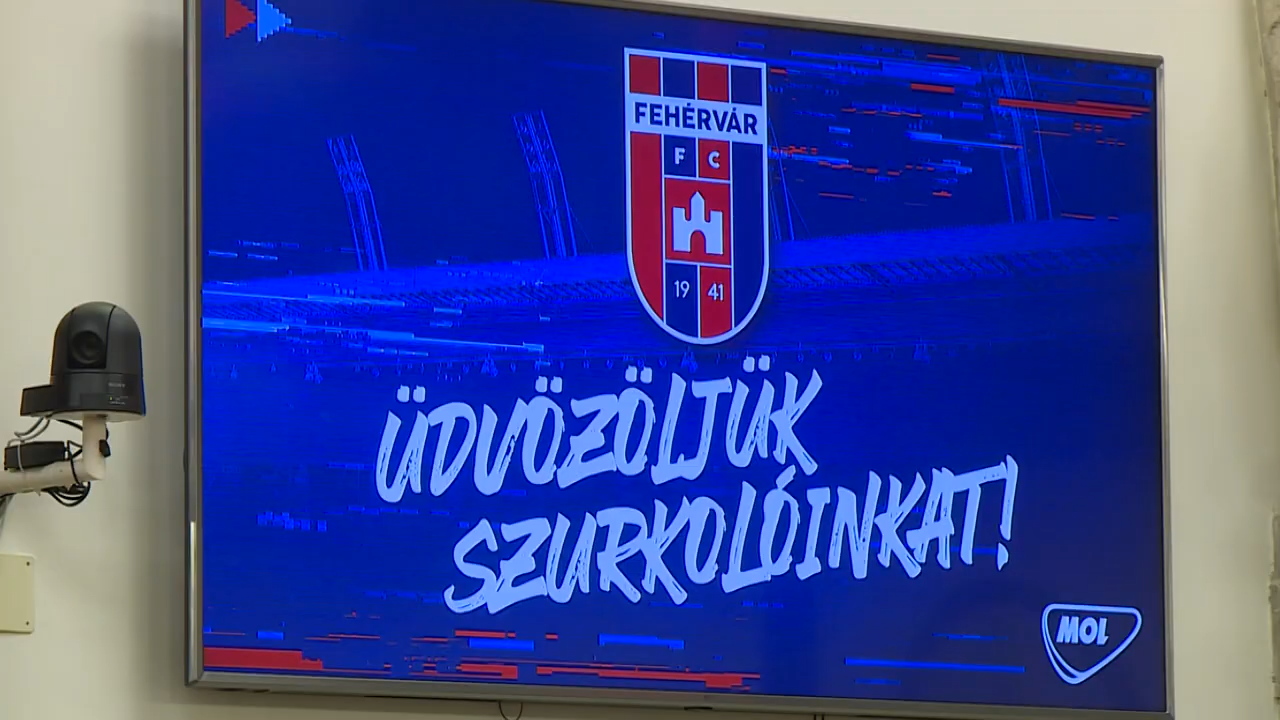 FEHÉRVÁR
F C
19 41
ÜDVÖZÖLJÜK
SZURKOLÓINKAT!
MOL